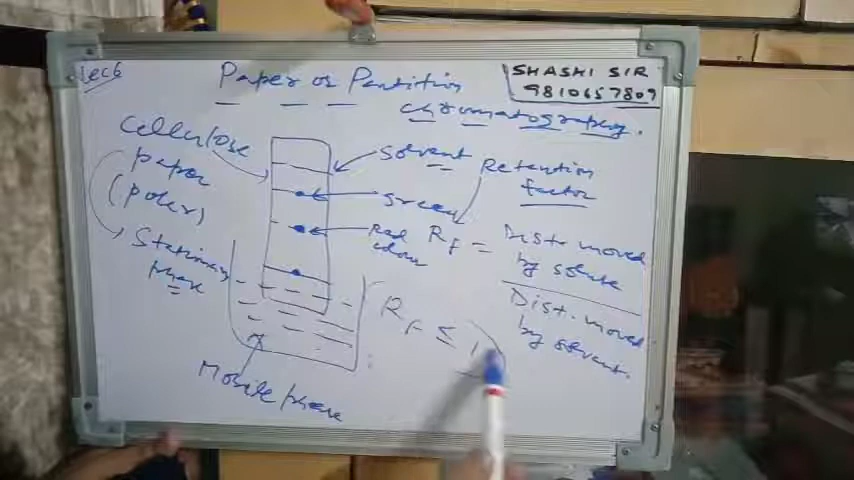 Lec6
Paper or Partition
chromatography.
SHASHI SIR
9810657809
Cellulose
paper
(polar)
Stationary
phase
solvent
green
Red
colour
Retention
factor
RF = Dist. moved
by solute
Dist. moved
by solvent.
RF ≤ 1
Mobile phase